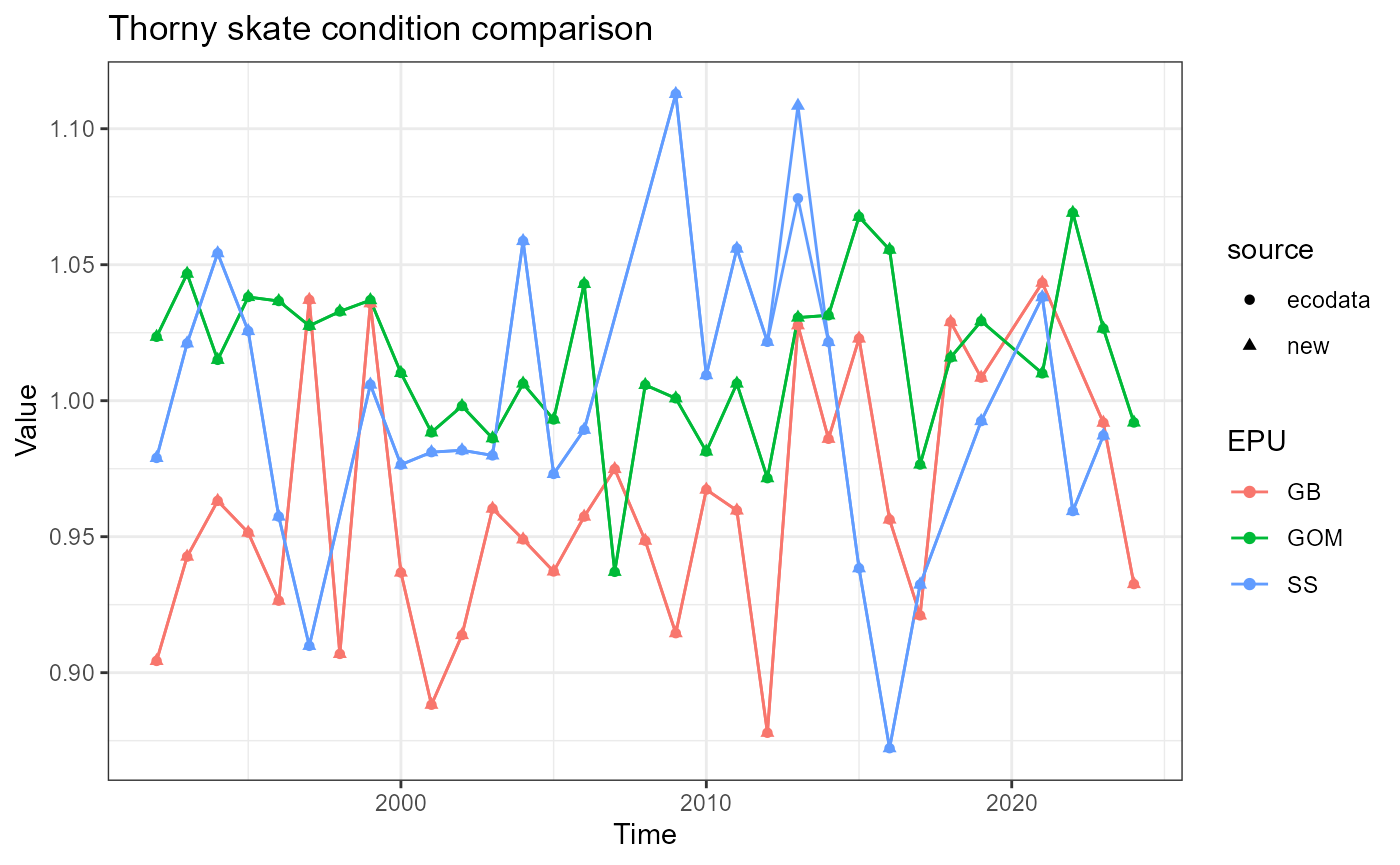 Thorny skate condition comparison
1.10
1.05
1.00
0.95
0.90
Value
2000
2010
2020
Time
source
ecodata
new
EPU
GB
GOM
SS